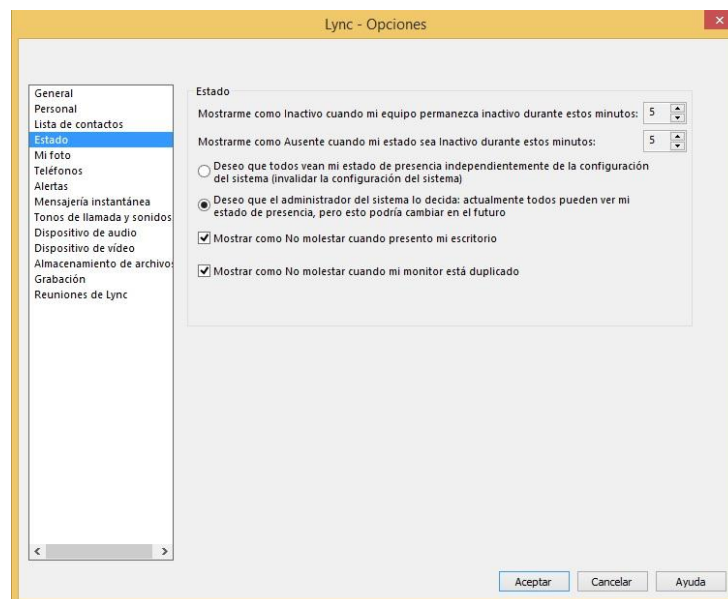 Lync - Opciones
General
Personal
Lista de contactos
Estado
Mi foto
Teléfonos
Alertas
Mensajería instantánea
Tonos de llamada y sonidos
Dispositivo de audio
Dispositivo de vídeo
Almacenamiento de archivos
Grabación
Reuniones de Lync
Estado
Mostrarme como Inactivo cuando mi equipo permanezca inactivo durante estos minutos: 5
Mostrarme como Ausente cuando mi estado sea Inactivo durante estos minutos: 5
Deseo que todos vean mi estado de presencia independientemente de la configuración
del sistema (invalidar la configuración del sistema)
Deseo que el administrador del sistema lo decida: actualmente todos pueden ver mi
estado de presencia, pero esto podría cambiar en el futuro
Mostrar como No molestar cuando presento mi escritorio
Mostrar como No molestar cuando mi monitor está duplicado
Aceptar Cancelar Ayuda